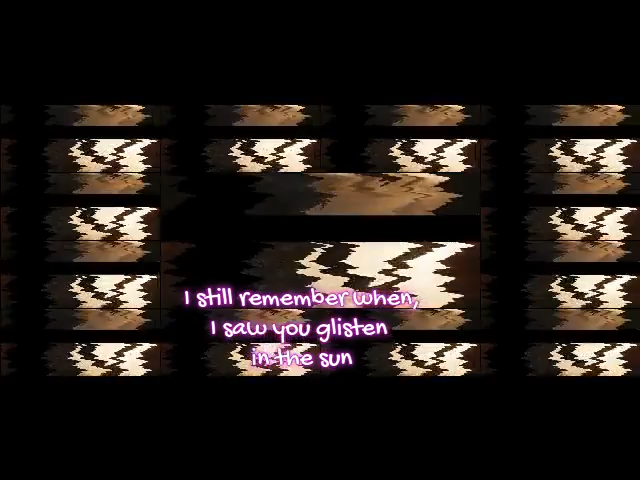 I still remember when,
I saw you glisten
in the sun